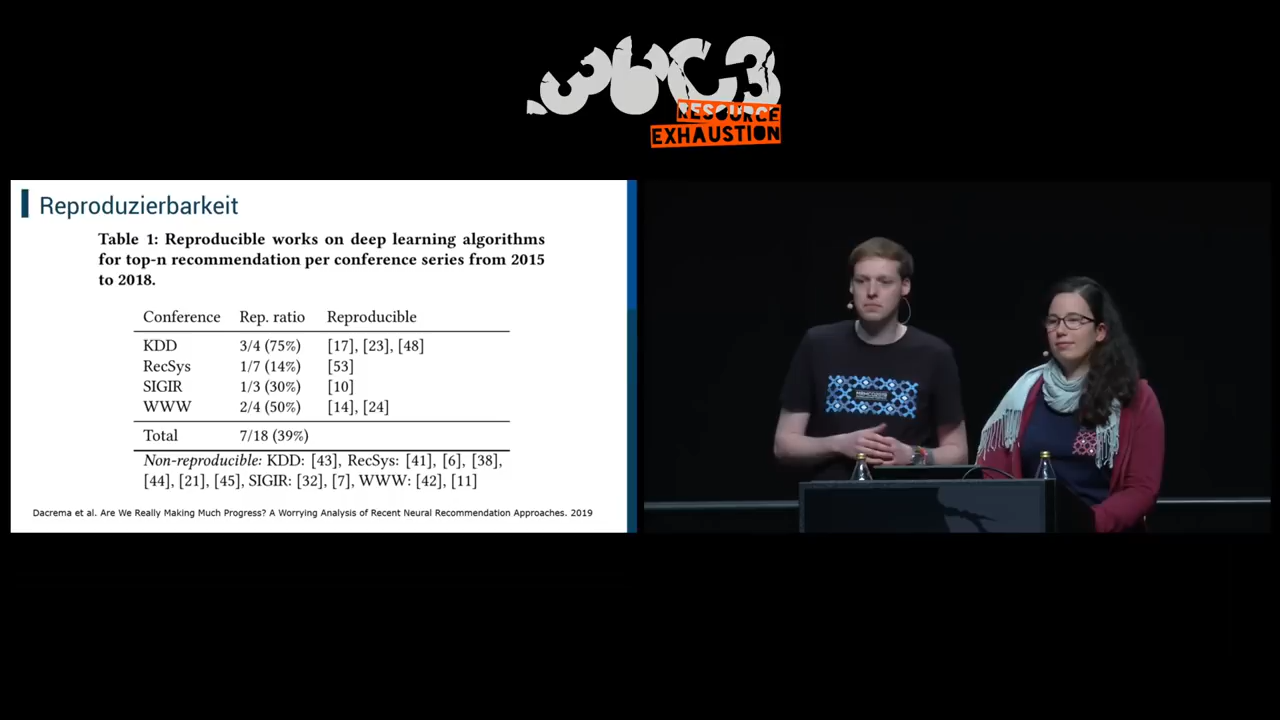 36C3
RESOURCE
EXHAUSTION
Reproduzierbarkeit
Table 1: Reproducible works on deep learning algorithms
for top-n recommendation per conference series from 2015
to 2018.
Conference Rep. ratio Reproducible
KDD 3/4 (75%) [17], [23], [48]
RecSys 1/7 (14%) [53]
SIGIR 1/3 (30%) [10]
WWW 2/4 (50%) [14], [24]
Total 7/18 (39%)
Non-reproducible: KDD: [43], RecSys: [41], [6], [38],
[44], [21], [45], SIGIR: [32], [7], WWW: [42], [11]
Dacrema et al. Are We Really Making Much Progress? A Worrying Analysis of Recent Neural Recommendation Approaches. 2019